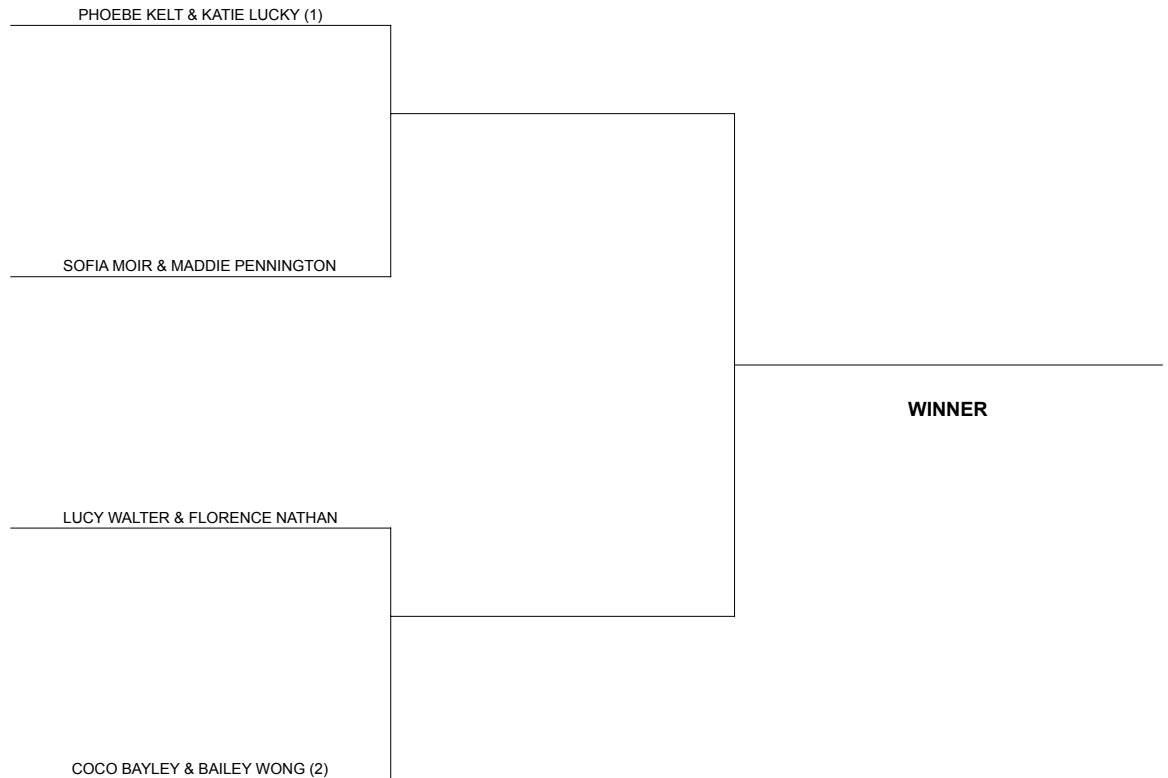 PHOEBE KELT & KATIE LUCKY (1)
SOFIA MOIR & MADDIE PENNINGTON
WINNER
LUCY WALTER & FLORENCE NATHAN
COCO BAYLEY & BAILEY WONG (2)